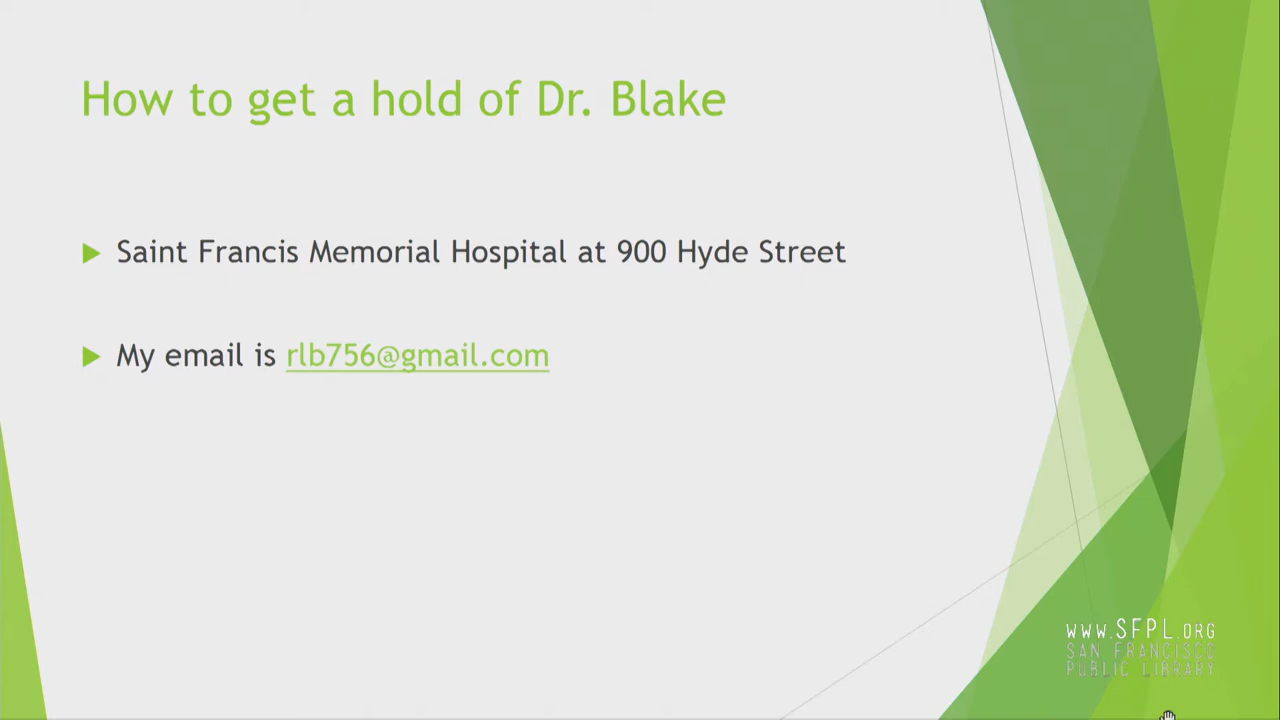 How to get a hold of Dr. Blake
Saint Francis Memorial Hospital at 900 Hyde Street
My email is rlb756@gmail.com
WWW.SFPL.ORG
SAN FRANCISCO
PUBLIC LIBRARY